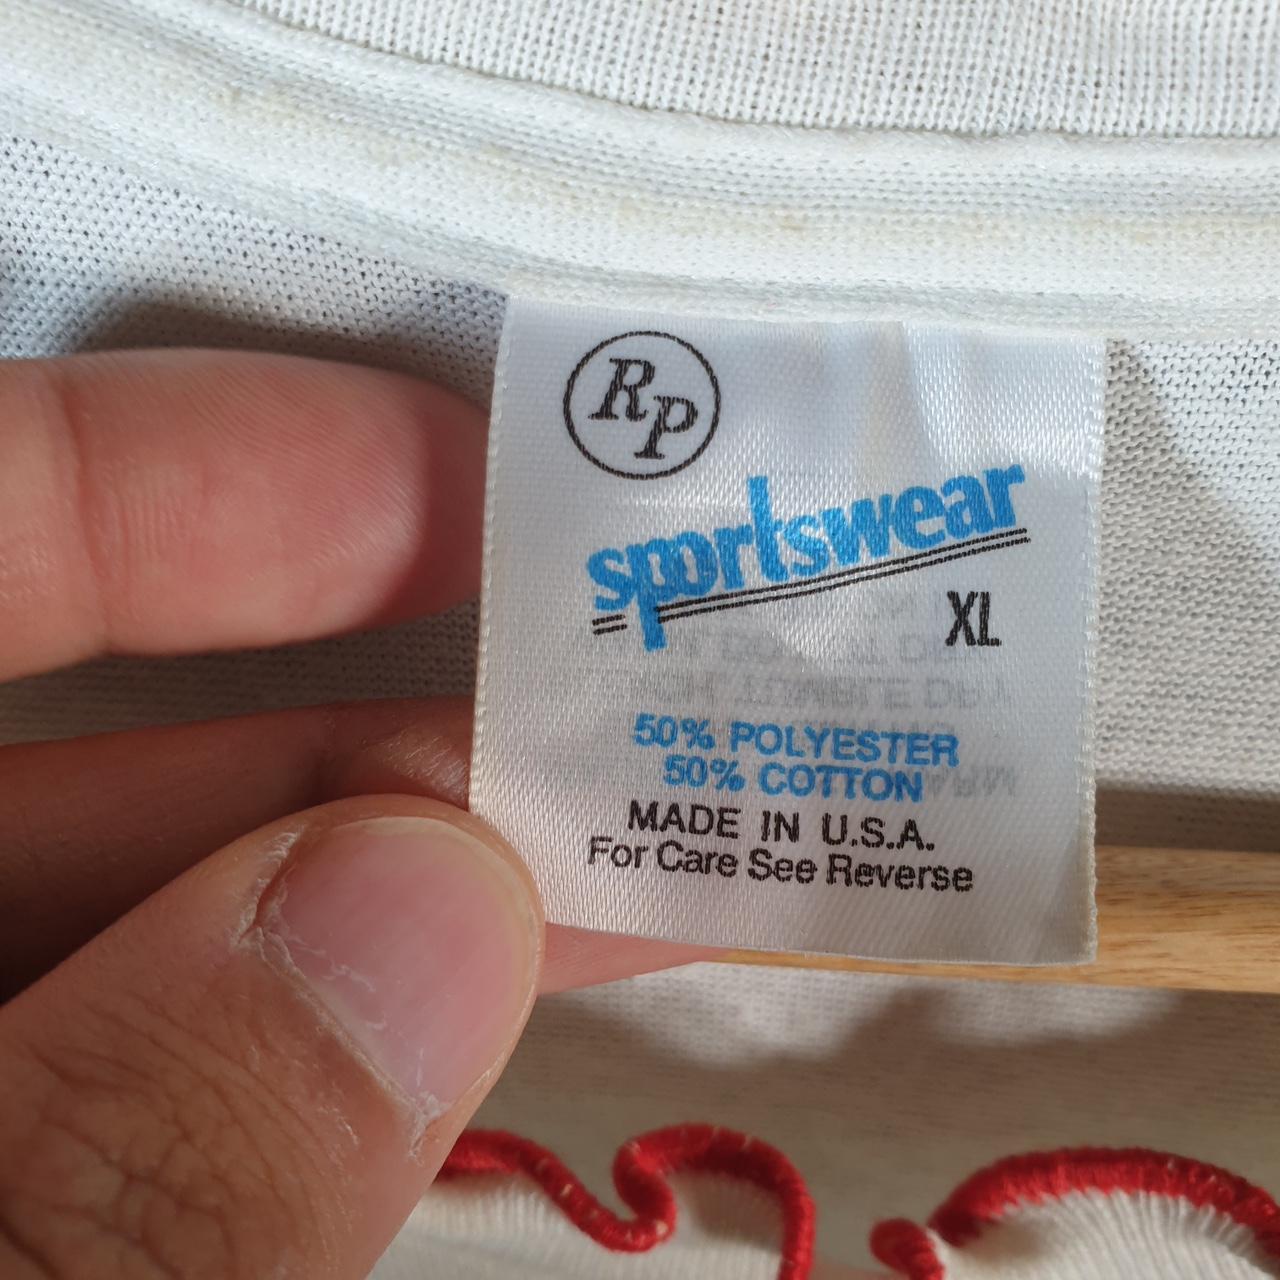 RP
sportswear
XL
50% POLYESTER
50% COTTON
MADE IN U.S.A.
For Care See Reverse